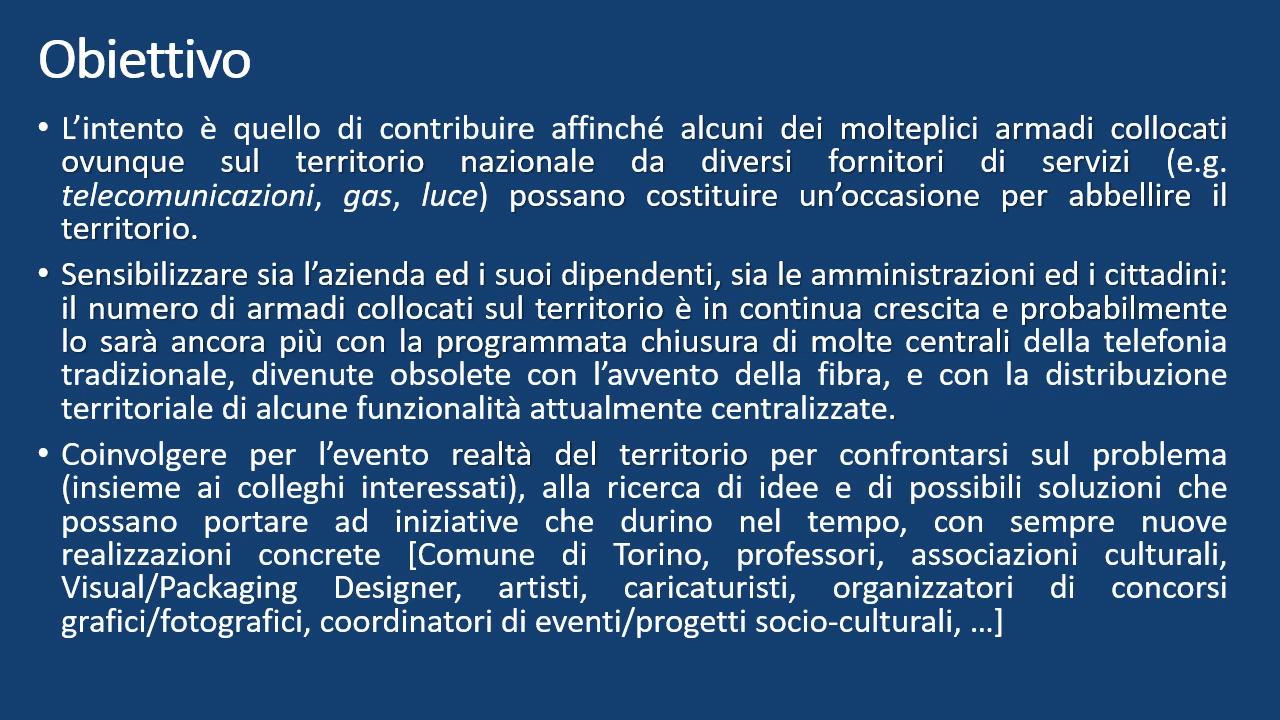 Obiettivo
• L’intento è quello di contribuire affinché alcuni dei molteplici armadi collocati
ovunque sul territorio nazionale da diversi fornitori di servizi (e.g.
telecomunicazioni, gas, luce) possano costituire un’occasione per abbellire il
territorio.
• Sensibilizzare sia l’azienda ed i suoi dipendenti, sia le amministrazioni ed i cittadini:
il numero di armadi collocati sul territorio è in continua crescita e probabilmente
lo sarà ancora più con la programmata chiusura di molte centrali della telefonia
tradizionale, divenute obsolete con l’avvento della fibra, e con la distribuzione
territoriale di alcune funzionalità attualmente centralizzate.
• Coinvolgere per l’evento realtà del territorio per confrontarsi sul problema
(insieme ai colleghi interessati), alla ricerca di idee e di possibili soluzioni che
possano portare ad iniziative che durino nel tempo, con sempre nuove
realizzazioni concrete [Comune di Torino, professori, associazioni culturali,
Visual/Packaging Designer, artisti, caricaturisti, organizzatori di concorsi
grafici/fotografici, coordinatori di eventi/progetti socio-culturali, …]